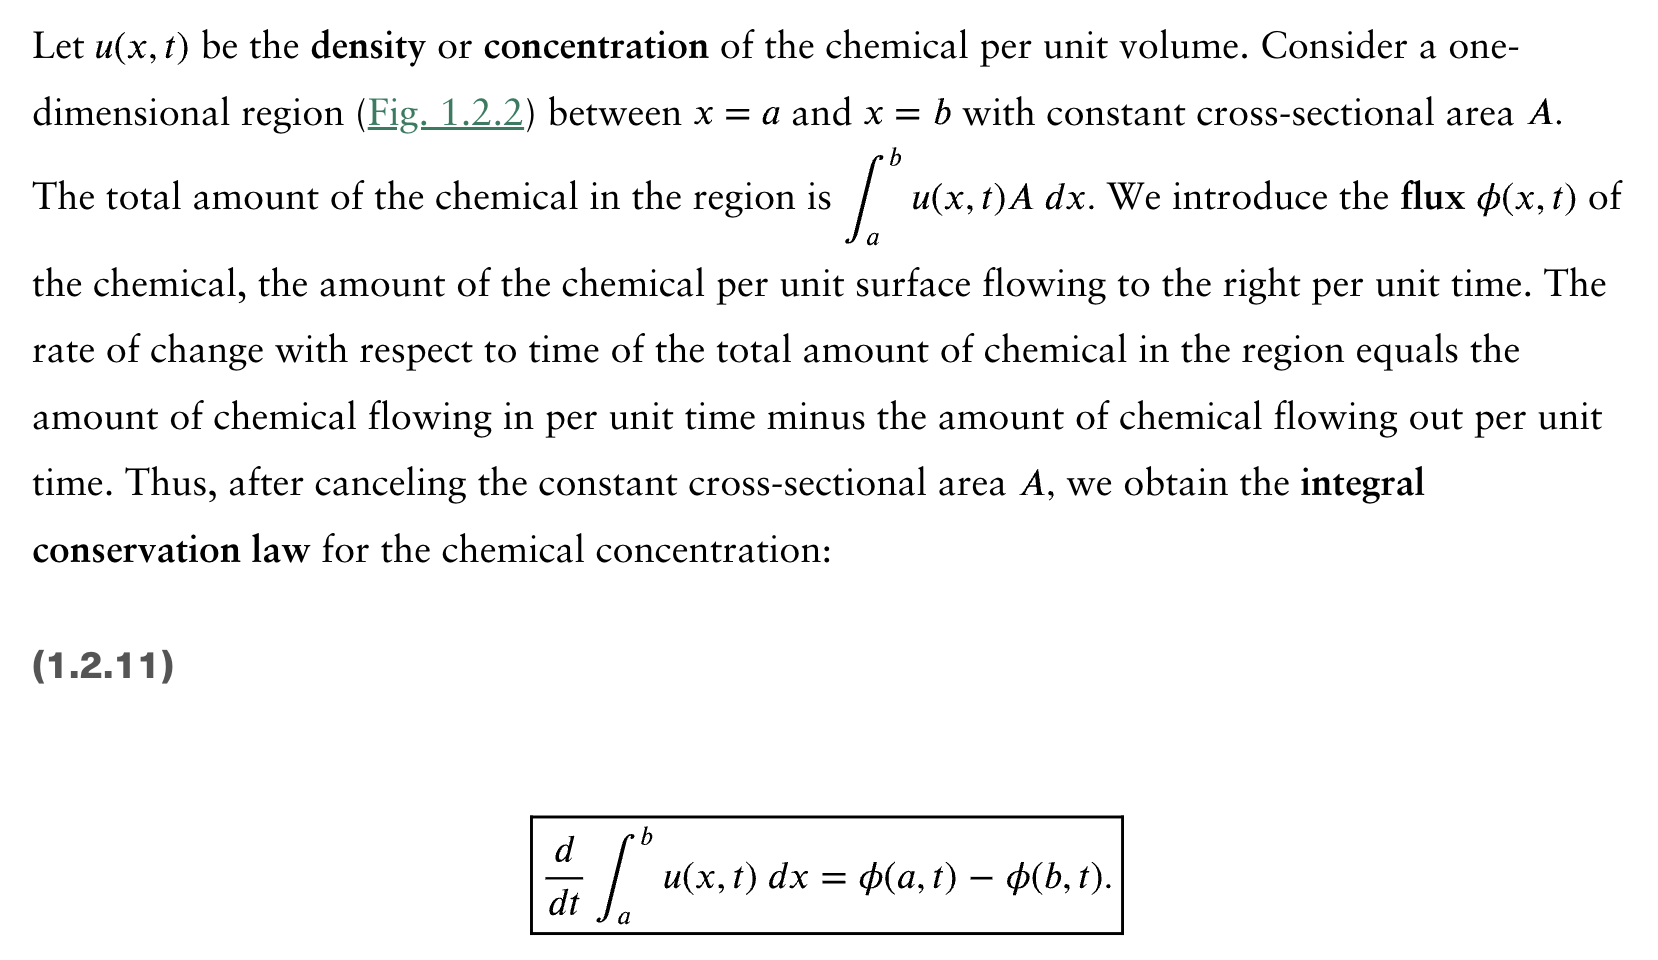 Let u(x, t) be the density or concentration of the chemical per unit volume. Consider a one-
dimensional region (Fig. 1.2.2) between x = a and x = b with constant cross-sectional area A.
The total amount of the chemical in the region is ∫_a^b u(x, t)A dx. We introduce the flux ϕ(x, t) of
the chemical, the amount of the chemical per unit surface flowing to the right per unit time. The
rate of change with respect to time of the total amount of chemical in the region equals the
amount of chemical flowing in per unit time minus the amount of chemical flowing out per unit
time. Thus, after canceling the constant cross-sectional area A, we obtain the integral
conservation law for the chemical concentration:
(1.2.11)
d/dt ∫_a^b u(x, t) dx = ϕ(a, t) − ϕ(b, t).